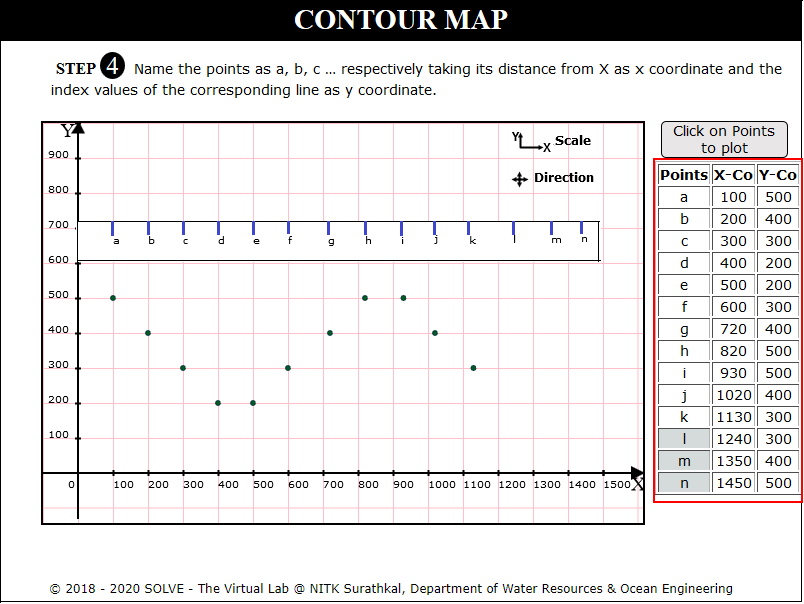 CONTOUR MAP
STEP 4 Name the points as a, b, c ... respectively taking its distance from X as x coordinate and the
index values of the corresponding line as y coordinate.
Y
Y X Scale
Direction
900
800
700
600
500
400
300
200
100
a b c d e f g h i j k l m n
0 100 200 300 400 500 600 700 800 900 1000 1100 1200 1300 1400 1500 X
Click on Points
to plot
Points X-Co Y-Co
a 100 500
b 200 400
c 300 300
d 400 200
e 500 200
f 600 300
g 720 400
h 820 500
i 930 500
j 1020 400
k 1130 300
l 1240 300
m 1350 400
n 1450 500
© 2018 - 2020 SOLVE - The Virtual Lab @ NITK Surathkal, Department of Water Resources & Ocean Engineering